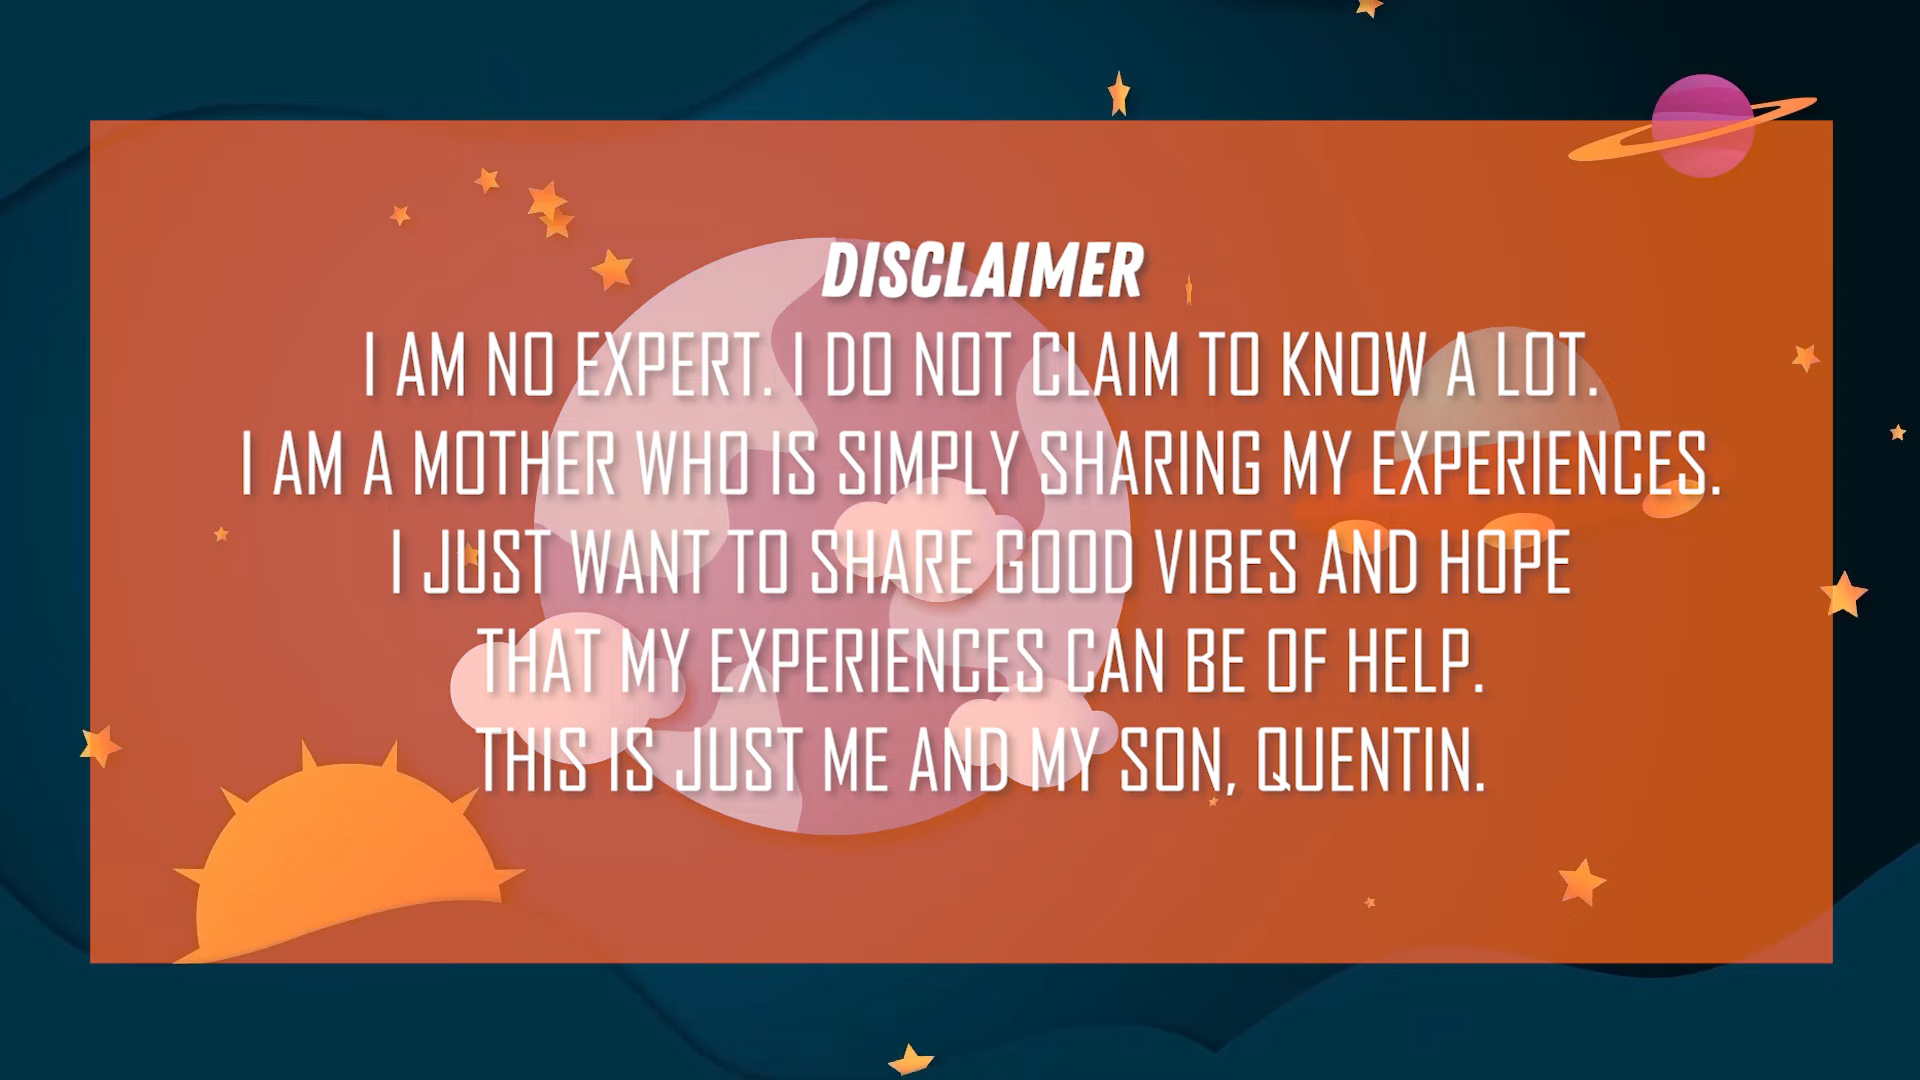 DISCLAIMER
I AM NO EXPERT. I DO NOT CLAIM TO KNOW A LOT.
I AM A MOTHER WHO IS SIMPLY SHARING MY EXPERIENCES.
I JUST WANT TO SHARE GOOD VIBES AND HOPE
THAT MY EXPERIENCES CAN BE OF HELP.
THIS IS JUST ME AND MY SON, QUENTIN.